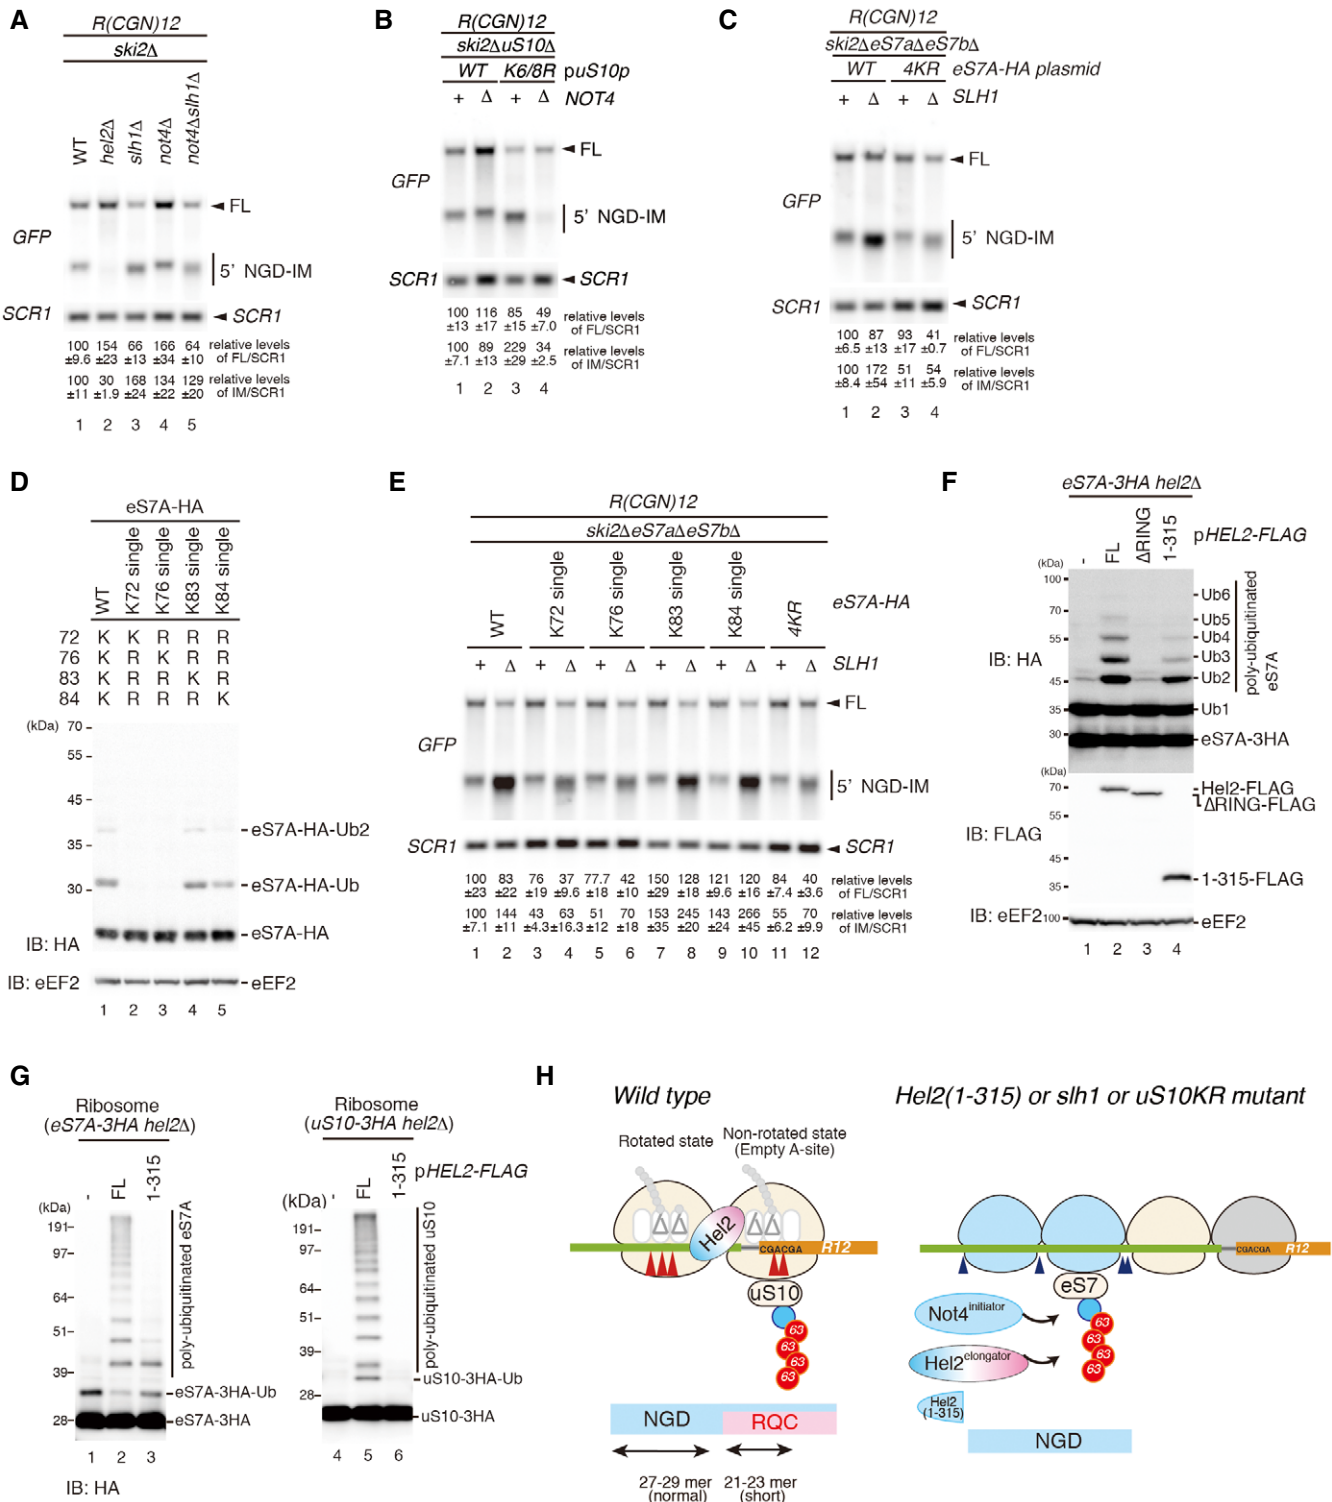 A
R(CGN)12
ski2Δ
WT
hel2Δ
slh1Δ
not4Δ
not4Δslh1Δ
GFP
FL
5' NGD-IM
SCR1
SCR1
100 154 66 166 64 relative levels
±9.6 ±23 ±13 ±34 ±10 of FL/SCR1
100 30 168 134 129 relative levels
±11 ±1.9 ±24 ±22 ±20 of IM/SCR1
1 2 3 4 5
B
R(CGN)12
ski2ΔuS10Δ
WT K6/8R puS10p
+ Δ + Δ NOT4
GFP
FL
5' NGD-IM
SCR1
SCR1
100 116 85 49 relative levels
±13 ±17 ±15 ±7.0 of FL/SCR1
100 89 229 34 relative levels
±7.1 ±13 ±29 ±2.5 of IM/SCR1
1 2 3 4
C
R(CGN)12
ski2ΔeS7aΔeS7bΔ
WT 4KR eS7A-HA plasmid
+ Δ + Δ SLH1
GFP
FL
5' NGD-IM
SCR1
SCR1
100 87 93 41 relative levels
±6.5 ±13 ±17 ±0.7 of FL/SCR1
100 172 51 54 relative levels
±8.4 ±54 ±11 ±5.9 of IM/SCR1
1 2 3 4
D
eS7A-HA
WT
K72 single
K76 single
K83 single
K84 single
72 K K R R R
76 K R K R R
83 K R R K R
84 K R R R K
(kDa)
70
55
45
35
30
eS7A-HA-Ub2
eS7A-HA-Ub
eS7A-HA
IB: HA
IB: eEF2
eEF2
1 2 3 4 5
E
R(CGN)12
ski2ΔeS7aΔeS7bΔ
WT
K72 single
K76 single
K83 single
K84 single
4KR
eS7A-HA
+ Δ + Δ + Δ + Δ + Δ + Δ SLH1
GFP
FL
5' NGD-IM
SCR1
SCR1
100 83 76 37 77.7 42 150 128 121 120 84 40 relative levels
±23 ±22 ±19 ±9.6 ±18 ±10 ±29 ±18 ±9.6 ±16 ±7.4 ±3.6 of FL/SCR1
100 144 43 63 51 70 153 245 143 266 55 70 relative levels
±7.1 ±11 ±4.3 ±16.3 ±12 ±18 ±35 ±20 ±24 ±45 ±6.2 ±9.9 of IM/SCR1
1 2 3 4 5 6 7 8 9 10 11 12
F
eS7A-3HA hel2Δ
-
FL
ΔRING
1-315
pHEL2-FLAG
(kDa)
100
70
55
45
35
30
IB: HA
Ub6
Ub5
Ub4
Ub3
Ub2
Ub1
poly-ubiquitinated
eS7A
eS7A-3HA
(kDa)
70
45
35
IB: FLAG
Hel2-FLAG
ΔRING-FLAG
1-315-FLAG
IB: eEF2
100
eEF2
1 2 3 4
G
Ribosome
(eS7A-3HA hel2Δ)
-
FL
1-315
(kDa)
191
97
64
51
39
28
poly-ubiquitinated eS7A
eS7A-3HA-Ub
eS7A-3HA
1 2 3
IB: HA
Ribosome
(uS10-3HA hel2Δ)
-
FL
1-315
pHEL2-FLAG
(kDa)
191
97
64
51
39
28
poly-ubiquitinated uS10
uS10-3HA-Ub
uS10-3HA
4 5 6
H
Wild type
Rotated state
Non-rotated state
(Empty A-site)
Hel2
CGACGA R12
uS10
63
63
63
63
NGD RQC
27-29 mer
(normal)
21-23 mer
(short)
Hel2(1-315) or slh1 or uS10KR mutant
CGACGA R12
eS7
Not4initiator
Hel2elongator
Hel2
(1-315)
63
63
63
63
NGD